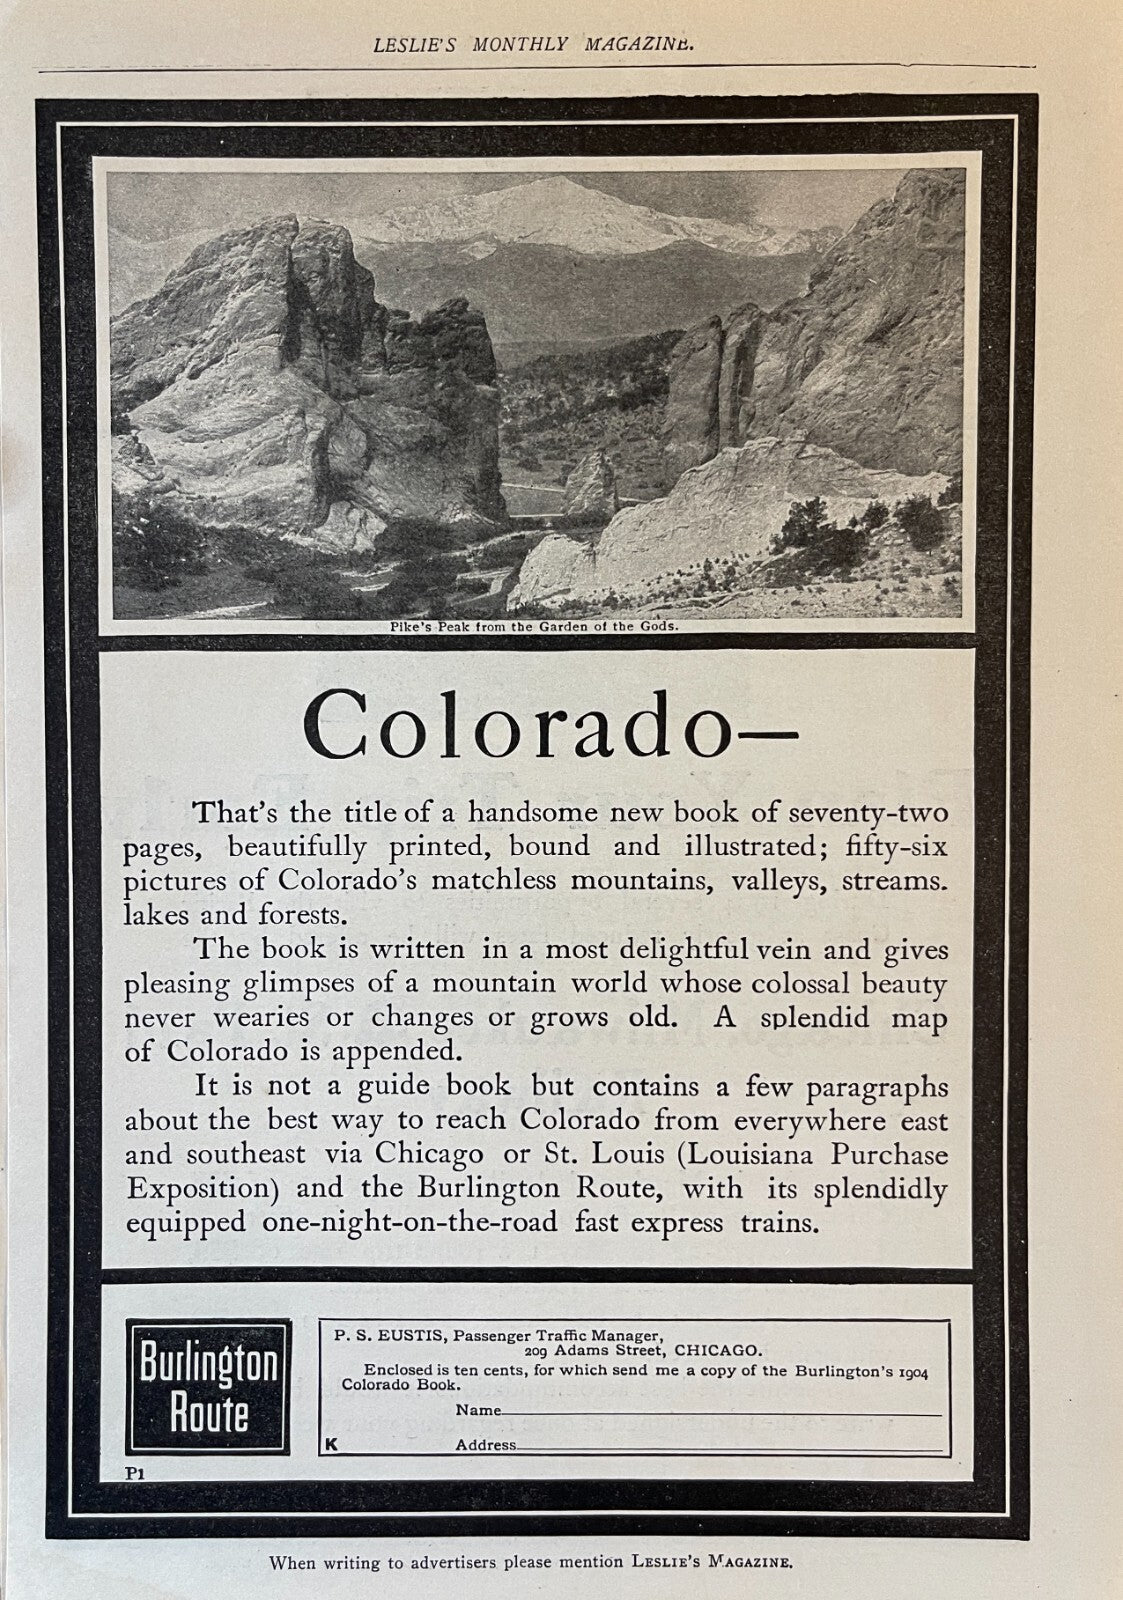 LESLIE'S MONTHLY MAGAZINE.
Pike's Peak from the Garden of the Gods.
Colorado—
That's the title of a handsome new book of seventy-two
pages, beautifully printed, bound and illustrated; fifty-six
pictures of Colorado's matchless mountains, valleys, streams.
lakes and forests.
The book is written in a most delightful vein and gives
pleasing glimpses of a mountain world whose colossal beauty
never wearies or changes or grows old. A splendid map
of Colorado is appended.
It is not a guide book but contains a few paragraphs
about the best way to reach Colorado from everywhere east
and southeast via Chicago or St. Louis (Louisiana Purchase
Exposition) and the Burlington Route, with its splendidly
equipped one-night-on-the-road fast express trains.
Burlington
Route
P1
P. S. EUSTIS, Passenger Traffic Manager,
209 Adams Street, CHICAGO.
Enclosed is ten cents, for which send me a copy of the Burlington's 1904
Colorado Book.
Name
K Address
When writing to advertisers please mention LESLIE'S MAGAZINE.